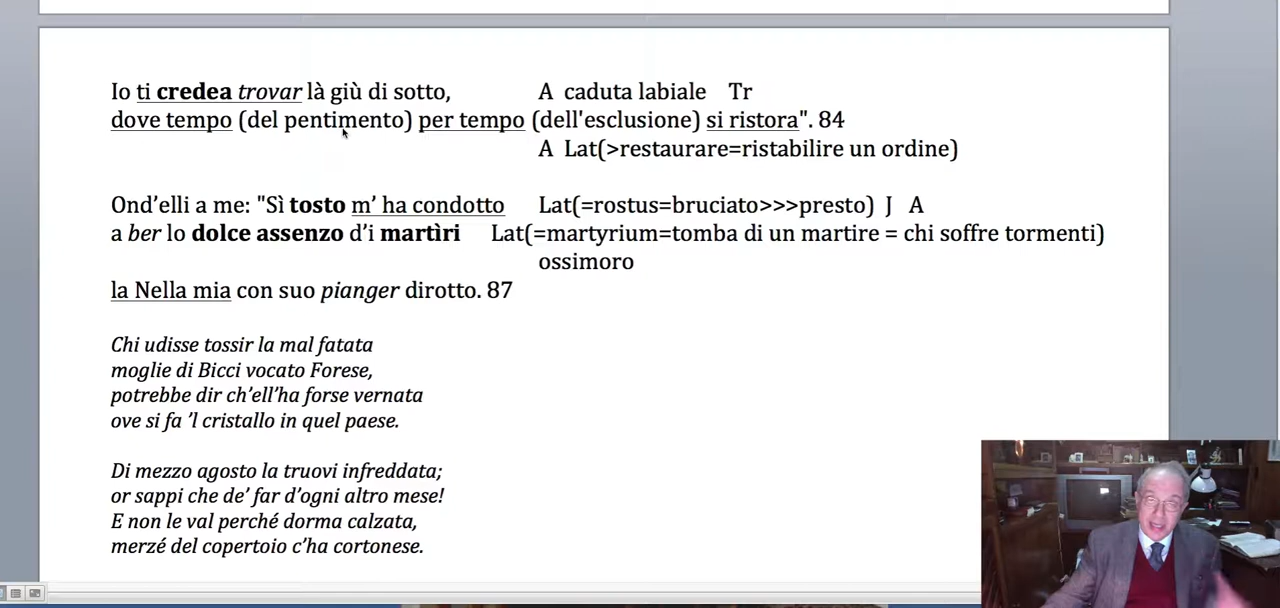 Io ti credea trovar là giù di sotto, A caduta labiale Tr
dove tempo (del pentimento) per tempo (dell'esclusione) si ristora". 84
A Lat(>restaurare=ristabilire un ordine)
Ond’elli a me: "Sì tosto m’ ha condotto Lat(=rostus=bruciato>>>presto) J A
a ber lo dolce assenzo d’i martìri Lat(=martyrium=tomba di un martire = chi soffre tormenti)
ossimoro
la Nella mia con suo pianger dirotto. 87
Chi udisse tossir la mal fatata
moglie di Bicci vocato Forese,
potrebbe dir ch’ell’ha forse vernata
ove si fa ’l cristallo in quel paese.
Di mezzo agosto la truovi infreddata;
or sappi che de’ far d’ogni altro mese!
E non le val perché dorma calzata,
merzé del copertoio c’ha cortonese.